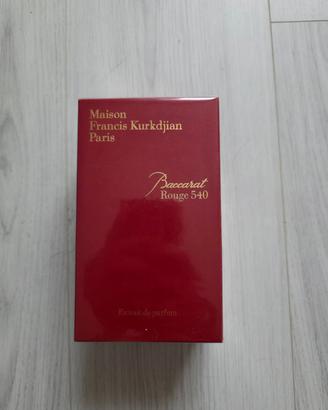 Maison
Francis Kurkdjian
Paris
Baccarat
Rouge 540
Extrait de parfum